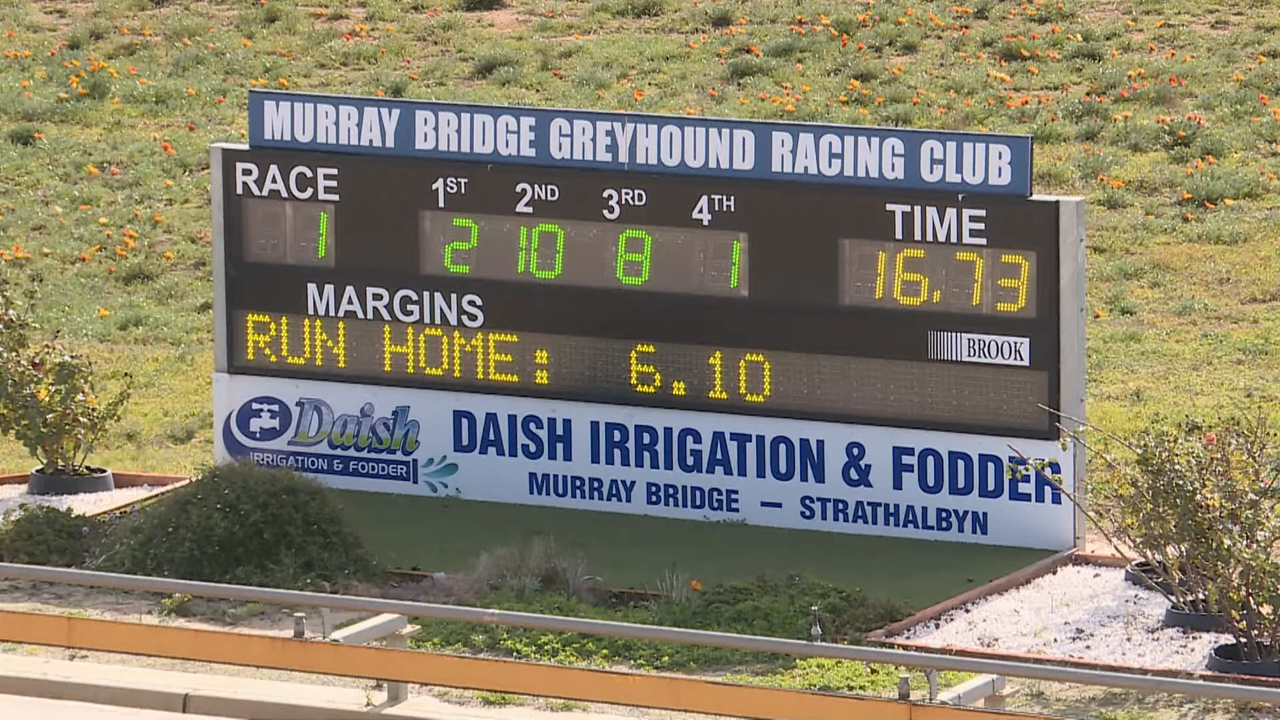 MURRAY BRIDGE GREYHOUND RACING CLUB
RACE 1ST 2ND 3RD 4TH TIME
1 2 10 8 1 16.73
MARGINS
BROOK
RUN HOME: 6.10
Daish
IRRIGATION & FODDER
DAISH IRRIGATION & FODDER
MURRAY BRIDGE – STRATHALBYN